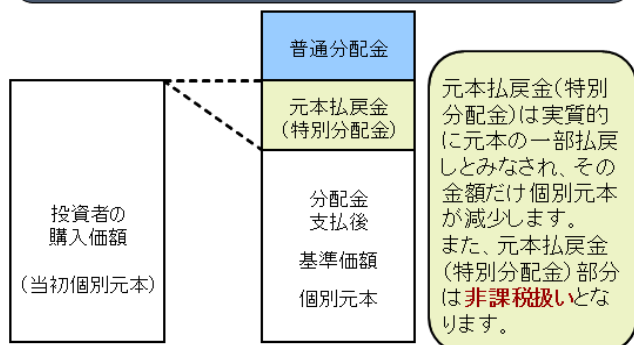 普通分配金
元本払戻金
(特別分配金)
投資者の
購入価額
(当初個別元本)
分配金
支払後
基準価額
個別元本
元本払戻金(特別
分配金)は実質的
に元本の一部払戻
しとみなされ、その
金額だけ個別元本
が減少します。
また、元本払戻金
(特別分配金)部分
は非課税扱いとな
ります。